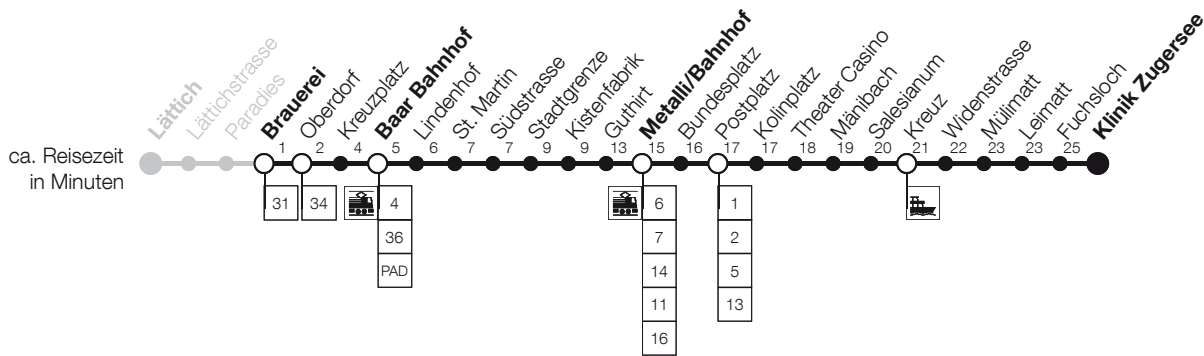 Lättich
Lättichstrasse
Paradies
Brauerei
Oberdorf
Kreuzplatz
Baar Bahnhof
Lindenhof
St. Martin
Südstrasse
Stadtgrenze
Kistenfabrik
Guthirt
Metalli/Bahnhof
Bundesplatz
Postplatz
Kolinplatz
Theater Casino
Mänibach
Salesianum
Kreuz
Widenstrasse
Mülimatt
Leimatt
Fuchsloch
Klinik Zugersee
ca. Reisezeit
in Minuten
1 2 4 5 6 7 7 9 9 13 15 16 17 17 18 19 20 21 22 23 23 25
31 34 4 6 1
36 7 2
PAD 14 5
11 13
16